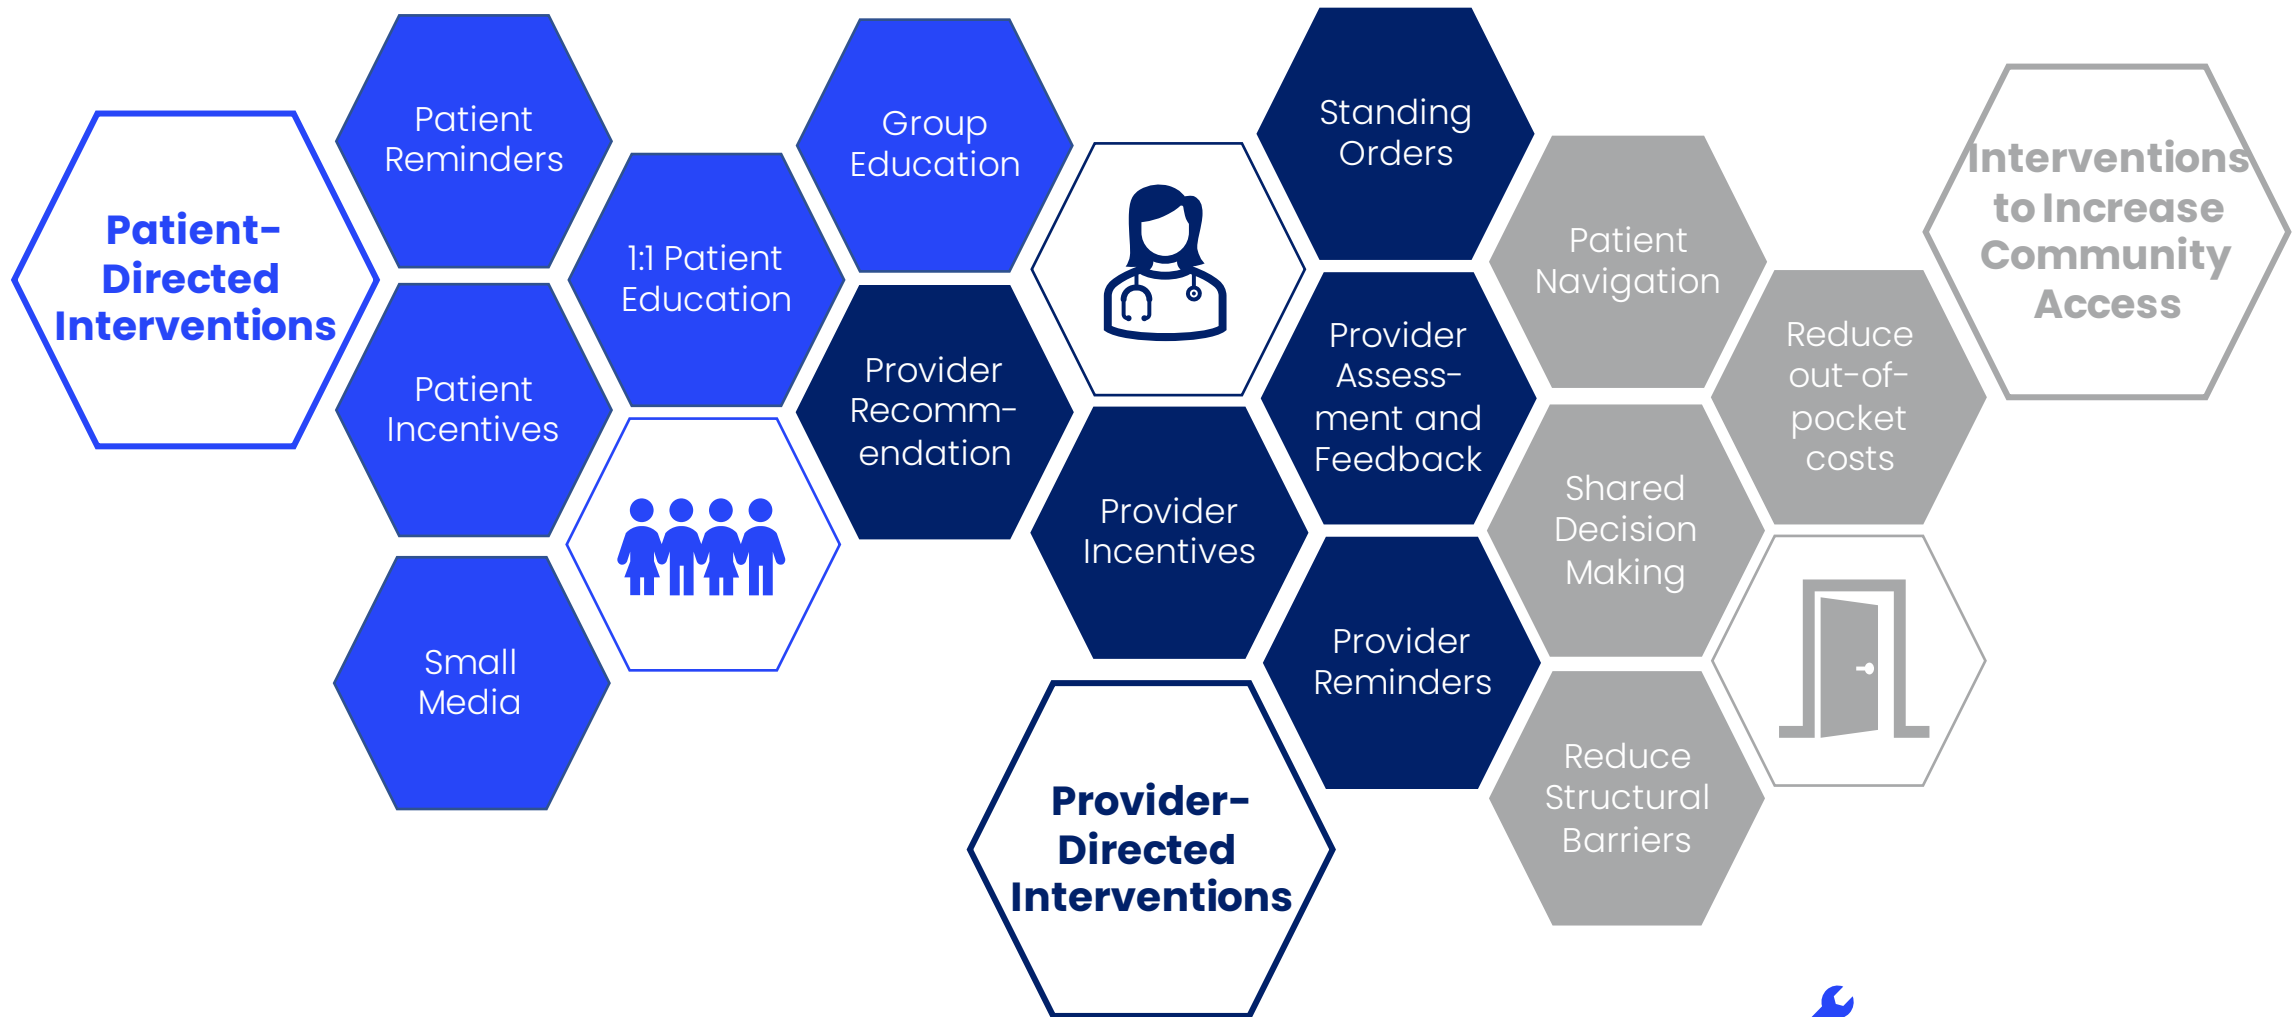 Patient-
Directed
Interventions
Patient
Reminders
Patient
Incentives
Small
Media
1:1 Patient
Education
Group
Education
Provider
Recomm-
endation
Provider
Incentives
Provider-
Directed
Interventions
Standing
Orders
Provider
Assess-
ment and
Feedback
Provider
Reminders
Patient
Navigation
Shared
Decision
Making
Reduce
Structural
Barriers
Reduce
out-of-
pocket
costs
Interventions
to Increase
Community
Access